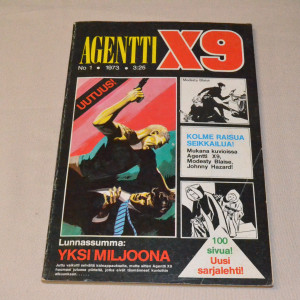 AGENTTI X9
No 1 • 1973 • 3:25
UUTUUS!
Modesty Blaise
KOLME RAISUA
SEIKKAILUA!
Mukana kuvioissa
Agentti X9,
Modesty Blaise,
Johnny Hazard!
Lunnassumma:
YKSI MILJOONA
100
sivua!
Uusi
sarjalehti!